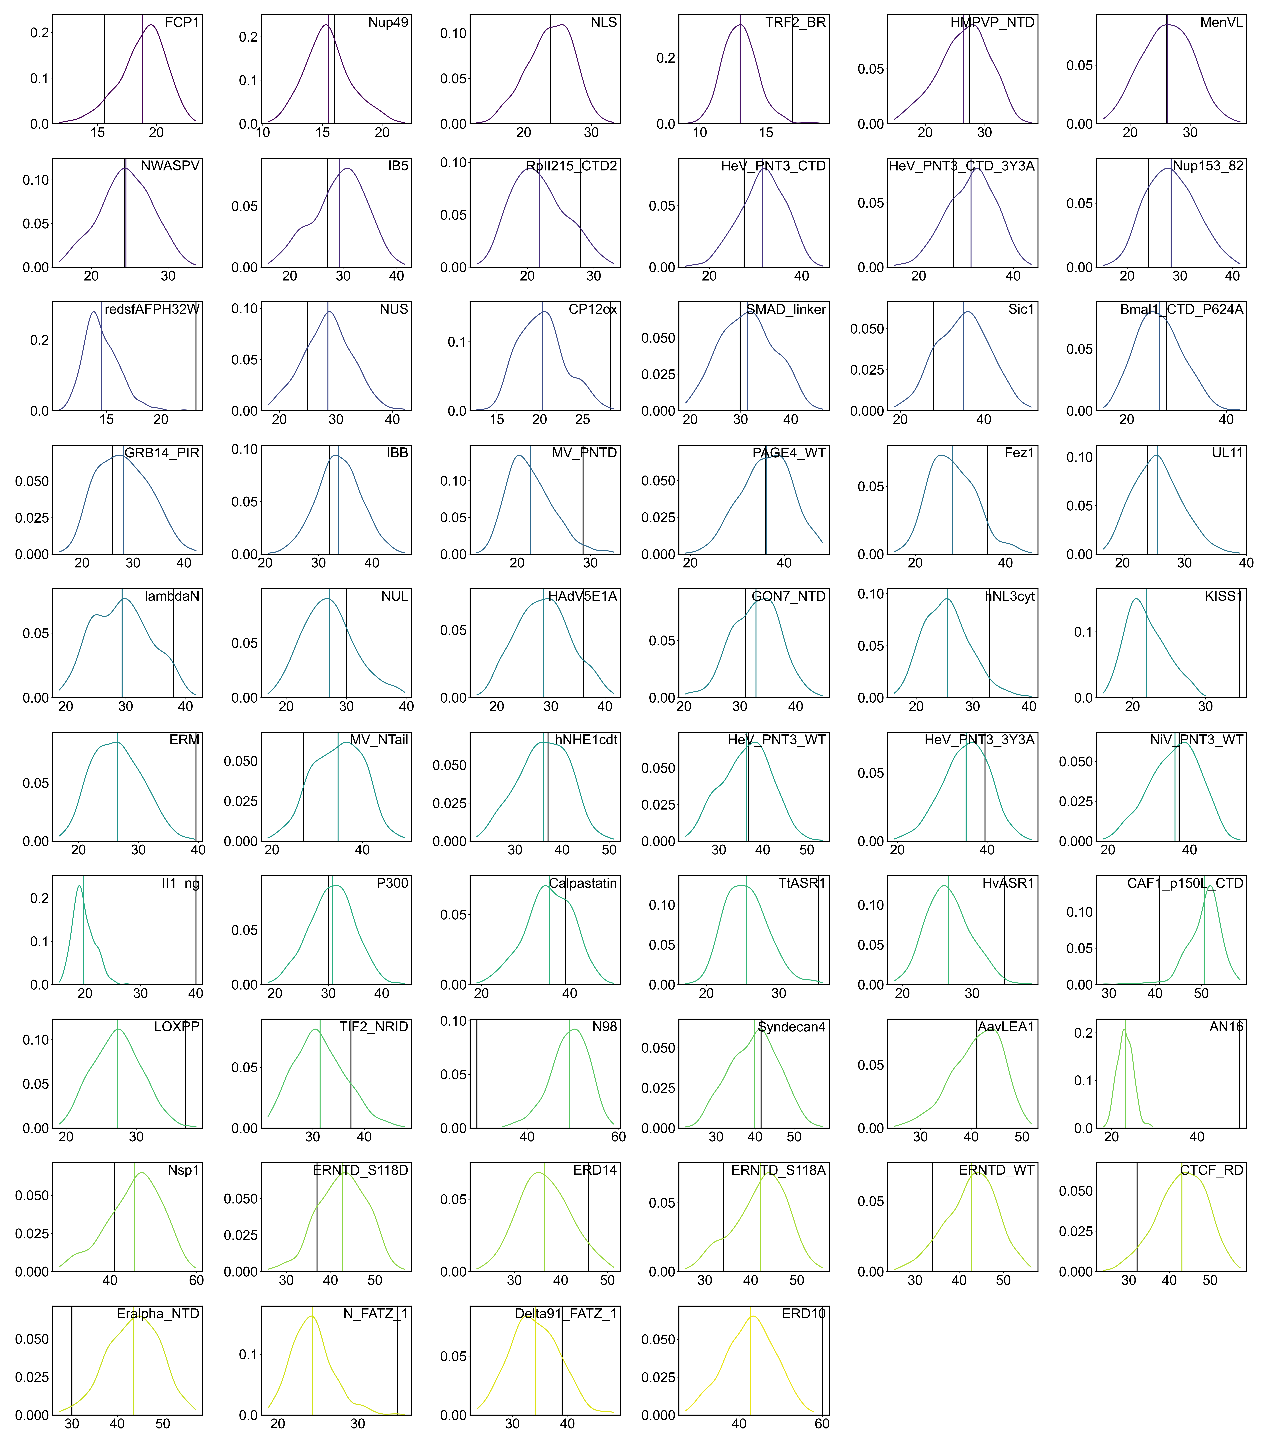 FCP1
0.2
0.1
0.0
15 20
Nup49
0.2
0.1
0.0
10 15 20
NLS
0.10
0.05
0.00
20 30
TRF2_BR
0.2
0.0
10 15
HMPVP_NTD
0.05
0.00
20 30
MenVL
0.05
0.00
20 30
NWASPV
0.10
0.05
0.00
20 30
IB5
0.05
0.00
20 30 40
RpII215_CTD2
0.10
0.05
0.00
20 30
HeV_PNT3_CTD
0.05
0.00
20 40
HeV_PNT3_CTD_3Y3A
0.05
0.00
20 40
Nup153_82
0.050
0.025
0.000
20 30 40
redsfAFPH32W
0.2
0.0
15 20
NUS
0.10
0.05
0.00
20 30 40
CP12ox
0.1
0.0
15 20 25
SMAD_linker
0.050
0.025
0.000
20 30 40
Sic1
0.050
0.025
0.000
20 40
Bmal1_CTD_P624A
0.05
0.00
20 30 40
GRB14_PIR
0.050
0.025
0.000
20 30 40
IBB
0.10
0.05
0.00
20 30 40
MV_PNTD
0.10
0.05
0.00
20 30
PAGE4_WT
0.050
0.025
0.000
20 40
Fez1
0.05
0.00
20 30 40
UL11
0.10
0.05
0.00
20 30 40
lambdaN
0.05
0.00
20 30 40
NUL
0.05
0.00
20 30 40
HAdV5E1A
0.05
0.00
20 30 40
GON7_NTD
0.05
0.00
20 30 40
hNL3cyt
0.10
0.05
0.00
20 30 40
KISS1
0.1
0.0
20 30
ERM
0.05
0.00
20 30 40
MV_NTail
0.050
0.025
0.000
20 40
hNHE1cdt
0.050
0.025
0.000
30 40 50
HeV_PNT3_WT
0.050
0.025
0.000
20 30 40 50
HeV_PNT3_3Y3A
0.05
0.00
20 40
NiV_PNT3_WT
0.050
0.025
0.000
20 40
Il1_ng
0.2
0.1
0.0
20 30 40
P300
0.05
0.00
20 30 40
Calpastatin
0.05
0.00
20 40
TtASR1
0.10
0.05
0.00
20 30
HvASR1
0.10
0.05
0.00
20 30
CAF1_p150L_CTD
0.10
0.05
0.00
30 40 50
LOXPP
0.10
0.05
0.00
20 30
TIF2_NRID
0.05
0.00
30 40
N98
0.10
0.05
0.00
40 60
Syndecan4
0.050
0.025
0.000
30 40 50
AavLEA1
0.05
0.00
30 40 50
AN16
0.2
0.1
0.0
20 40
Nsp1
0.050
0.025
0.000
40 60
ERNTD_S118D
0.050
0.025
0.000
30 40 50
ERD14
0.05
0.00
30 40 50
ERNTD_S118A
0.05
0.00
30 40 50
ERNTD_WT
0.05
0.00
30 40 50
CTCF_RD
0.050
0.025
0.000
30 40 50
Eralpha_NTD
0.050
0.025
0.000
30 40 50
N_FATZ_1
0.1
0.0
20 30
Delta91_FATZ_1
0.05
0.00
30 40
ERD10
0.050
0.025
0.000
40 60